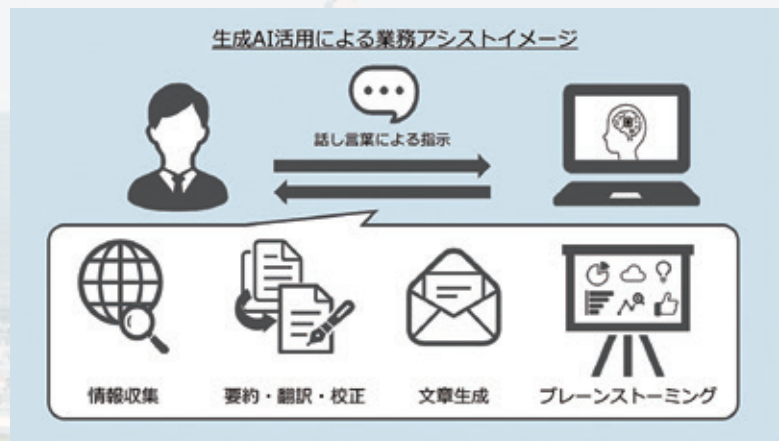 生成AI活用による業務アシストイメージ
話し言葉による指示
情報収集
要約・翻訳・校正
文章生成
ブレーンストーミング